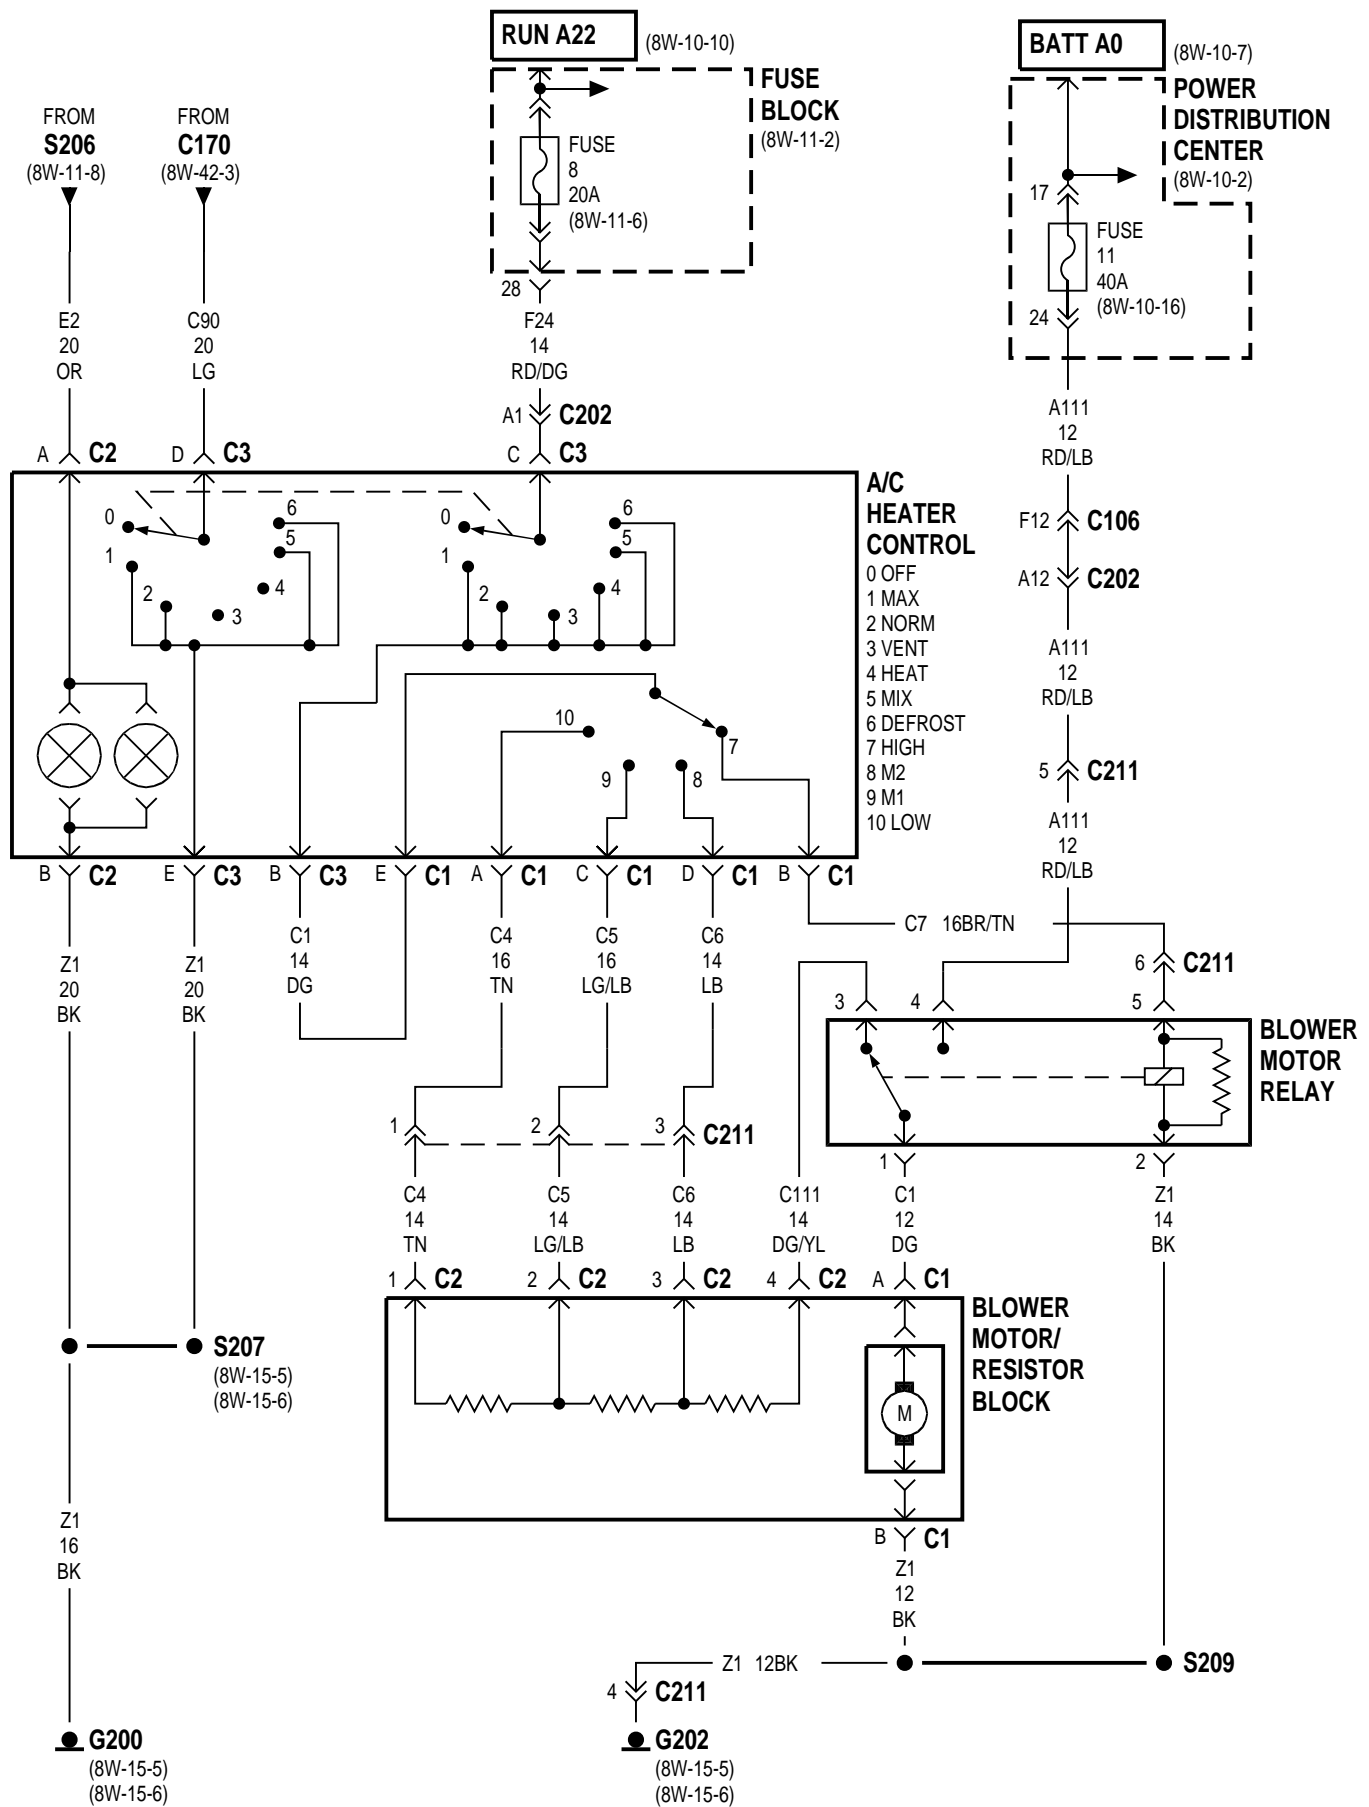 RUN A22
(8W-10-10)
BATT A0
(8W-10-7)
FUSE
BLOCK
(8W-11-2)
POWER
DISTRIBUTION
CENTER
(8W-10-2)
FROM
S206
(8W-11-8)
FROM
C170
(8W-42-3)
FUSE
8
20A
(8W-11-6)
17
FUSE
11
40A
(8W-10-16)
24
28
E2
20
OR
C90
20
LG
F24
14
RD/DG
A111
12
RD/LB
A1 C202
A C2
D C3
C C3
F12 C106
A12 C202
A/C
HEATER
CONTROL
0 OFF
1 MAX
2 NORM
3 VENT
4 HEAT
5 MIX
6 DEFROST
7 HIGH
8 M2
9 M1
10 LOW
0
1
2
3
4
5
6
0
1
2
3
4
5
6
10
9
8
7
A111
12
RD/LB
5 C211
A111
12
RD/LB
B C2
E C3
B C3
E C1
A C1
C C1
D C1
B C1
C7 16BR/TN
Z1
20
BK
Z1
20
BK
C1
14
DG
C4
16
TN
C5
16
LG/LB
C6
14
LB
6 C211
3
4
5
BLOWER
MOTOR
RELAY
1
2
3 C211
1
2
C4
14
TN
C5
14
LG/LB
C6
14
LB
C111
14
DG/YL
C1
12
DG
Z1
14
BK
1 C2
2 C2
3 C2
4 C2
A C1
BLOWER
MOTOR/
RESISTOR
BLOCK
M
S207
(8W-15-5)
(8W-15-6)
B C1
Z1
16
BK
Z1
12
BK
Z1 12BK
S209
4 C211
G200
(8W-15-5)
(8W-15-6)
G202
(8W-15-5)
(8W-15-6)